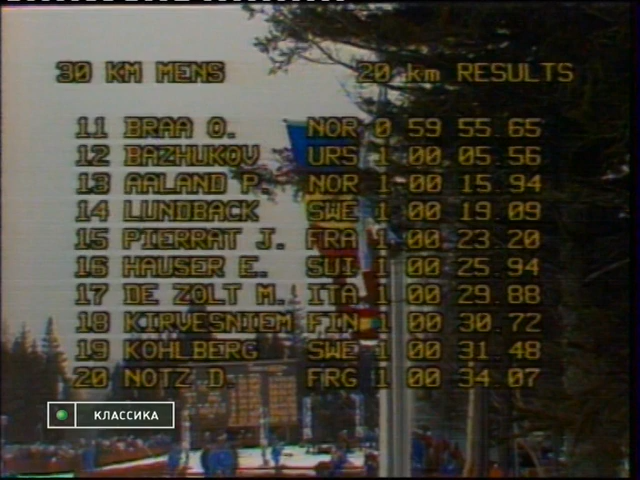 30 KM MENS 20 km RESULTS
11 BRAA O. NOR 0 59 55.65
12 BAZHUKOV URS 1 00 05.56
13 AALAND P. NOR 1 00 15.94
14 LUNDBACK SWE 1 00 19.09
15 PIERRAT J. FRA 1 00 23.20
16 HAUSER E. SUI 1 00 25.94
17 DE ZOLT M. ITA 1 00 29.88
18 KIRVESNIEM FIN 1 00 30.72
19 KOHLBERG SWE 1 00 31 48
20 NOTZ D. FRG 1 00 34.07
КЛАССИКА